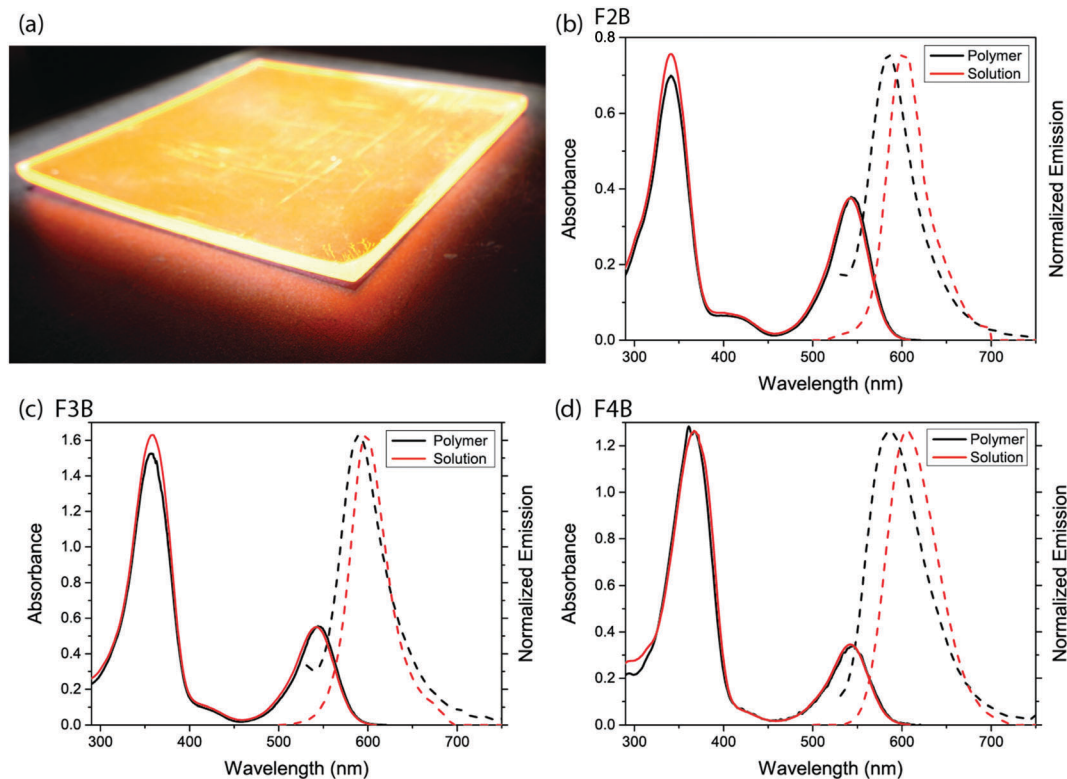 (a)
(b) F2B
0.8
0.6
0.4
0.2
0.0
Absorbance
Polymer
Solution
Normalized Emission
290
400
500
600
700
Wavelength (nm)
(c) F3B
1.6
1.4
1.2
1.0
0.8
0.6
0.4
0.2
0.0
Absorbance
Polymer
Solution
Normalized Emission
300
400
500
600
700
Wavelength (nm)
(d) F4B
1.2
1.0
0.8
0.6
0.4
0.2
0.0
Absorbance
Polymer
Solution
Normalized Emission
290
400
500
600
700
Wavelength (nm)